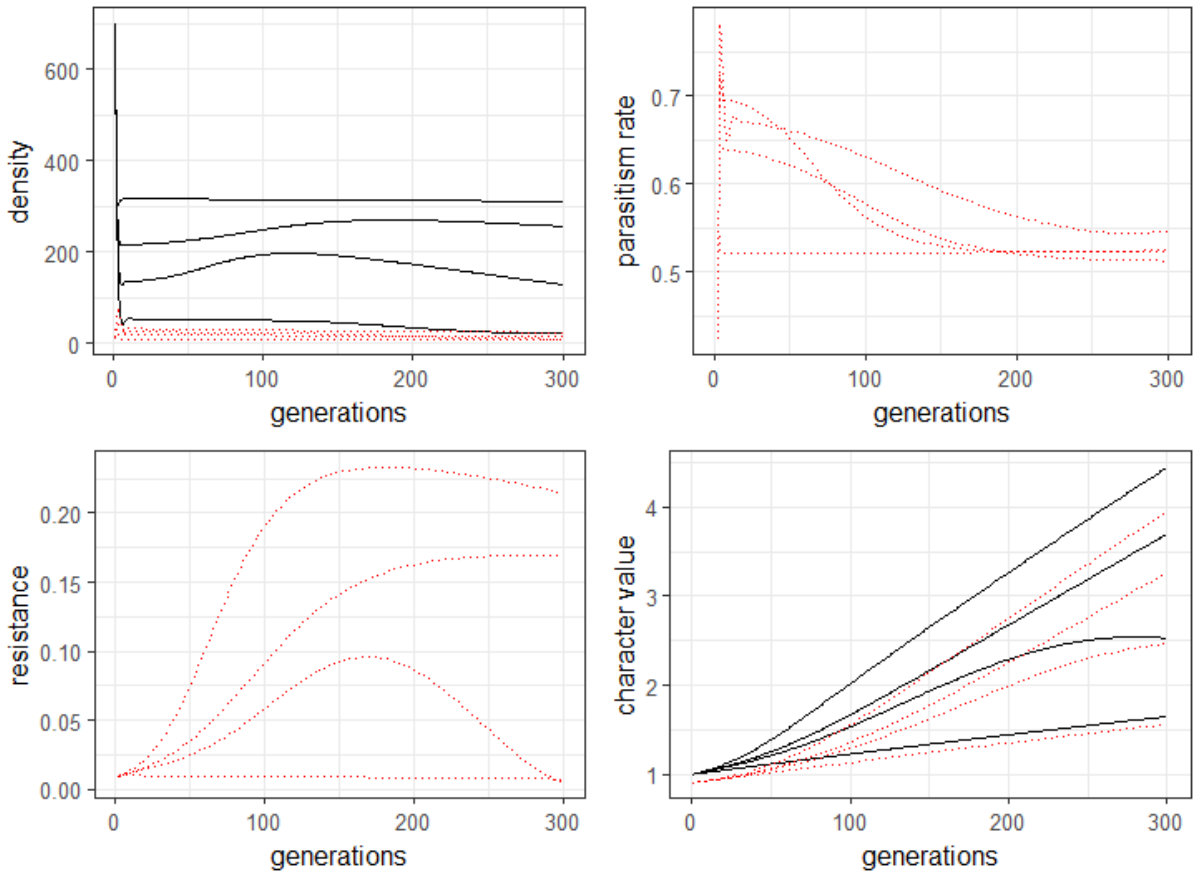 density
600
400
200
0
0 100 200 300
generations
parasitism rate
0.7
0.6
0.5
0 100 200 300
generations
resistance
0.20
0.15
0.10
0.05
0.00
0 100 200 300
generations
character value
4
3
2
1
0 100 200 300
generations